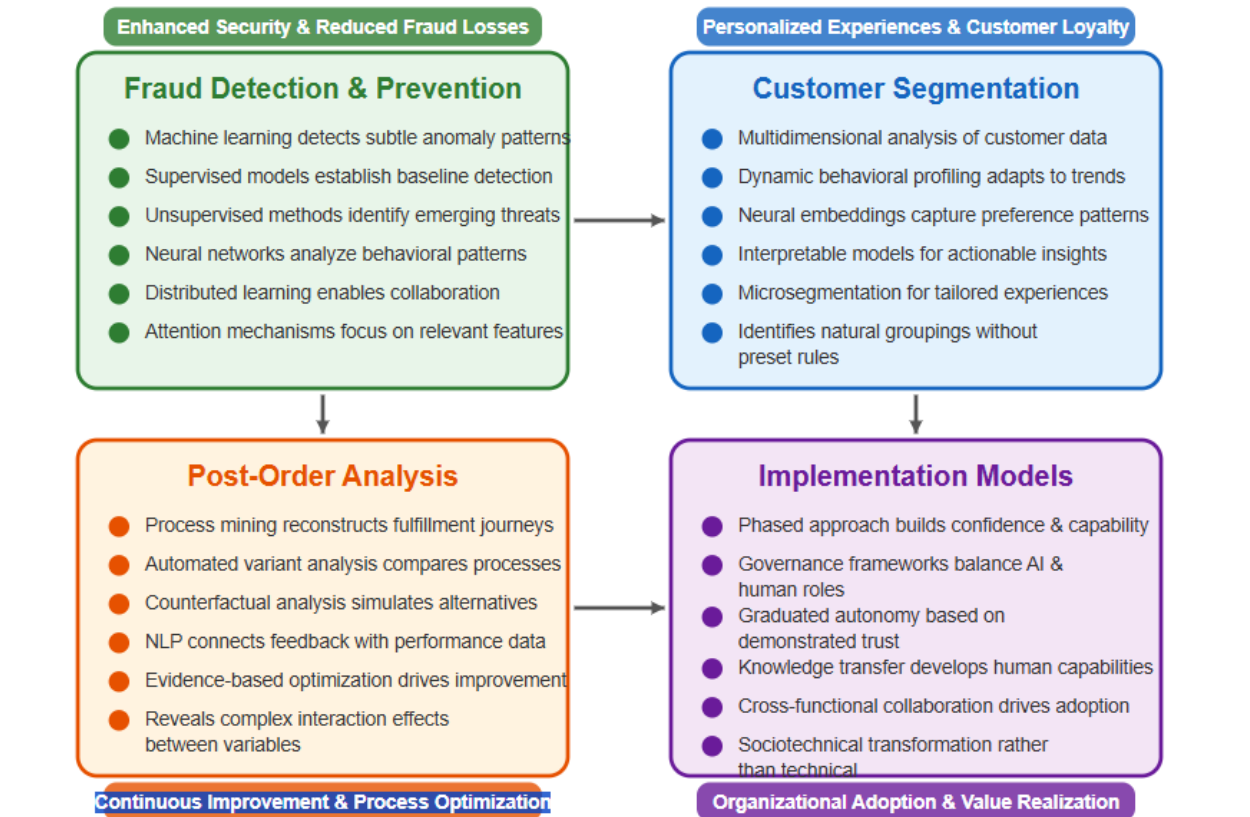 Enhanced Security & Reduced Fraud Losses
Fraud Detection & Prevention
Machine learning detects subtle anomaly patterns
Supervised models establish baseline detection
Unsupervised methods identify emerging threats
Neural networks analyze behavioral patterns
Distributed learning enables collaboration
Attention mechanisms focus on relevant features
Personalized Experiences & Customer Loyalty
Customer Segmentation
Multidimensional analysis of customer data
Dynamic behavioral profiling adapts to trends
Neural embeddings capture preference patterns
Interpretable models for actionable insights
Microsegmentation for tailored experiences
Identifies natural groupings without
preset rules
Post-Order Analysis
Process mining reconstructs fulfillment journeys
Automated variant analysis compares processes
Counterfactual analysis simulates alternatives
NLP connects feedback with performance data
Evidence-based optimization drives improvement
Reveals complex interaction effects
between variables
Continuous Improvement & Process Optimization
Implementation Models
Phased approach builds confidence & capability
Governance frameworks balance AI &
human roles
Graduated autonomy based on
demonstrated trust
Knowledge transfer develops human capabilities
Cross-functional collaboration drives adoption
Sociotechnical transformation rather
than technical
Organizational Adoption & Value Realization